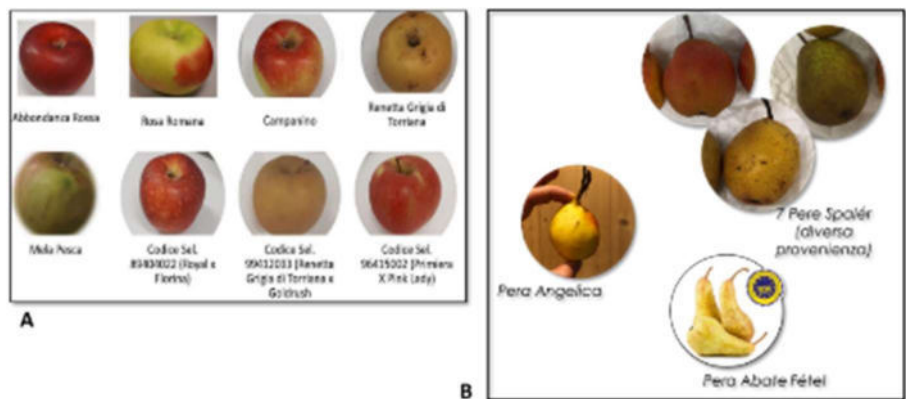 Abbondanza Rossa
Rosa Romana
Campanino
Renetta Grigia di
Torriana
Mela Pesca
Codice Sel.
89404022 (Royal e
Florina)
Codice Sel.
99412033 (Renetta
Grigia di Torriana e
Goldrush
Codice Sel.
96415002 (Primiera
X Pink Lady)
A
7 Pere Spalér
(diversa
provenienza)
Pera Angelica
Pera Abate Fétel
B